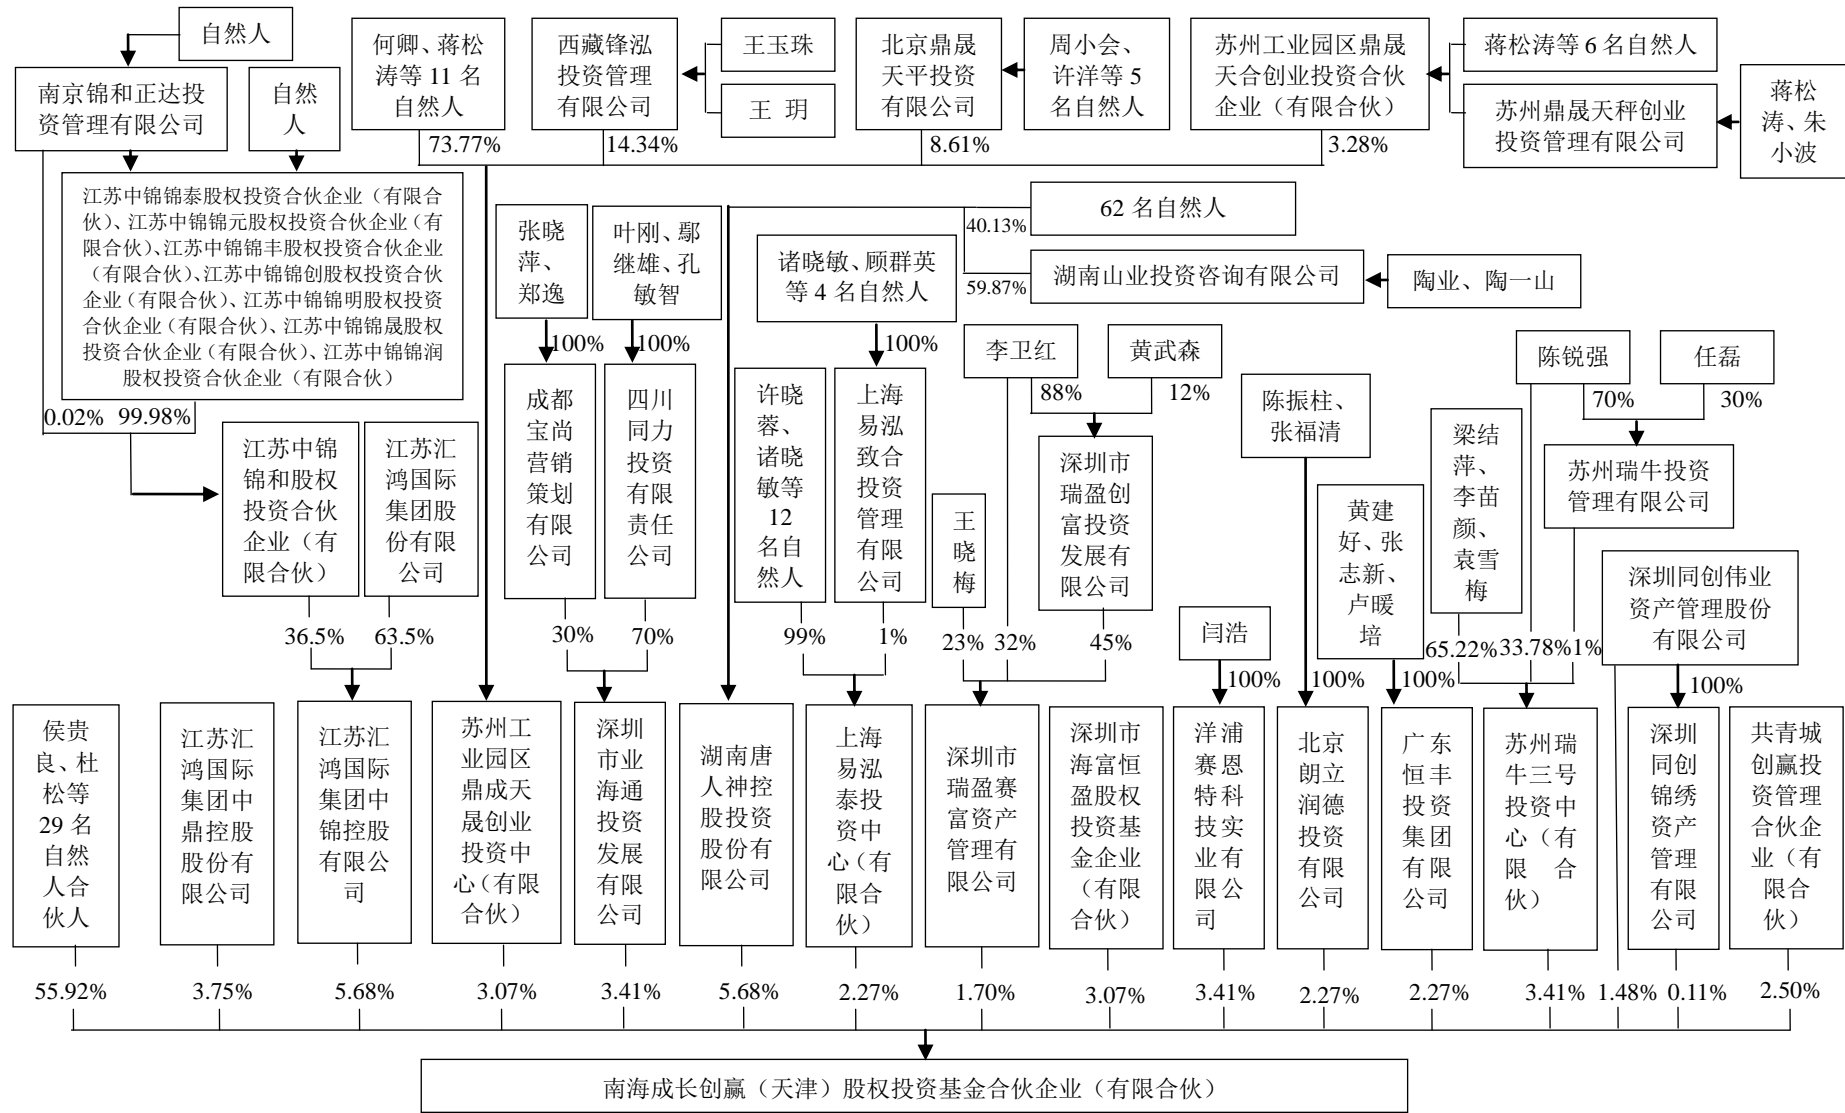 自然人
南京锦和正达投
资管理有限公司
自然
人
何卿、蒋松
涛等 11 名
自然人
西藏锋泓
投资管理
有限公司
王玉珠
王 玥
北京鼎晟
天平投资
有限公司
周小会、
许洋等 5
名自然人
苏州工业园区鼎晟
天合创业投资合伙
企业（有限合伙）
蒋松涛等 6 名自然人
苏州鼎晟天秤创业
投资管理有限公司
蒋松
涛、朱
小波
73.77%
14.34%
8.61%
3.28%
江苏中锦锦泰股权投资合伙企业（有限合
伙）、江苏中锦锦元股权投资合伙企业（有
限合伙）、江苏中锦锦丰股权投资合伙企业
（有限合伙）、江苏中锦锦创股权投资合伙
企业（有限合伙）、江苏中锦锦明股权投资
合伙企业（有限合伙）、江苏中锦锦晟股权
投资合伙企业（有限合伙）、江苏中锦锦润
股权投资合伙企业（有限合伙）
0.02%
99.98%
张晓
萍、
郑逸
叶刚、鄢
继雄、孔
敏智
62 名自然人
40.13%
诸晓敏、顾群英
等 4 名自然人
59.87%
湖南山业投资咨询有限公司
陶业、陶一山
100%
100%
100%
李卫红
黄武森
88%
12%
陈锐强
任磊
70%
30%
江苏中锦
锦和股权
投资合伙
企业（有
限合伙）
江苏汇
鸿国际
集团股
份有限
公司
成都
宝尚
营销
策划
有限
公司
四川
同力
投资
有限
责任
公司
许晓
蓉、
诸晓
敏等
12
名自
然人
上海
易泓
致合
投资
管理
有限
公司
王
晓
梅
深圳市
瑞盈创
富投资
发展有
限公司
陈振柱、
张福清
黄建
好、张
志新、
卢暖
培
梁结
萍、
李苗
颜、
袁雪
梅
苏州瑞牛投资
管理有限公司
深圳同创伟业
资产管理股份
有限公司
闫浩
36.5%
63.5%
30%
70%
99%
1%
23%
32%
45%
100%
100%
100%
65.22%
33.78%
1%
100%
侯贵
良、杜
松等
29 名
自然
人合
伙人
江苏汇
鸿国际
集团中
鼎控股
股份有
限公司
江苏汇
鸿国际
集团中
锦控股
有限公
司
苏州工
业园区
鼎成天
晟创业
投资中
心（有限
合伙）
深圳
市业
海通
投资
发展
有限
公司
湖南唐
人神控
股投资
股份有
限公司
上海
易泓
泰投
资中
心（有
限合
伙）
深圳市
瑞盈赛
富资产
管理有
限公司
深圳市
海富恒
盈股权
投资基
金企业
（有限
合伙）
洋浦
赛恩
特科
技实
业有
限公
司
北京
朗立
润德
投资
有限
公司
广东
恒丰
投资
集团
有限
公司
苏州瑞
牛三号
投资中
心（有
限 合
伙）
深圳
同创
锦绣
资产
管理
有限
公司
共青城
创赢投
资管理
合伙企
业（有
限合
伙）
55.92%
3.75%
5.68%
3.07%
3.41%
5.68%
2.27%
1.70%
3.07%
3.41%
2.27%
2.27%
3.41%
1.48%
0.11%
2.50%
南海成长创赢（天津）股权投资基金合伙企业（有限合伙）